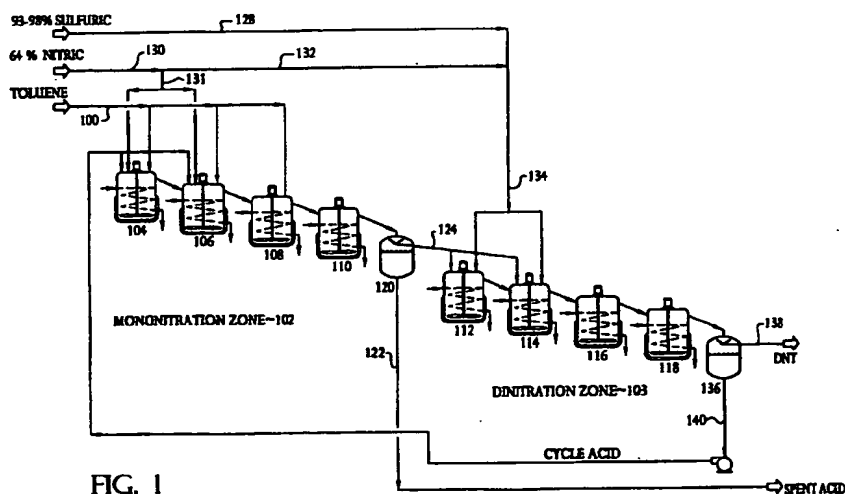 93-98% SULFURIC
128
64 % NITRIC
130
132
131
TOLUENE
100
134
104
106
108
110
124
120
112
114
116
118
138
DNT
136
MONONITRATION ZONE~102
122
DINITRATION ZONE~103
140
CYCLE ACID
FIG. 1
SPENT ACID